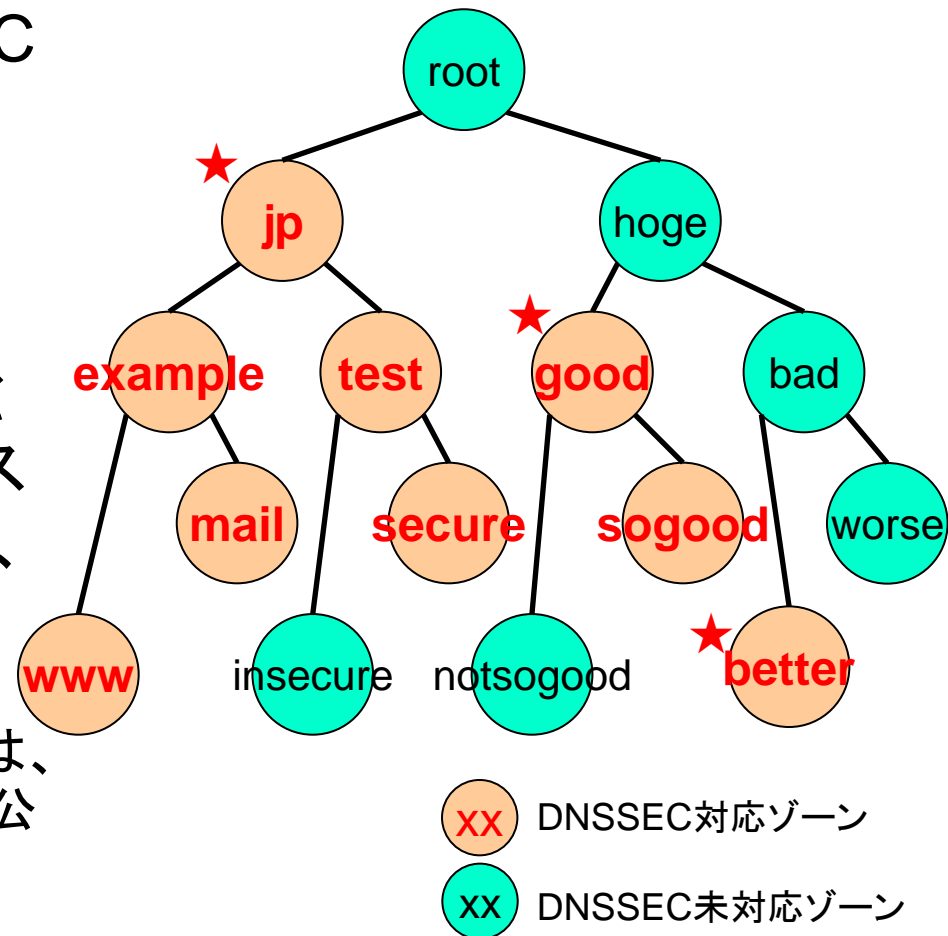 C
root
jp
hoge
example
test
good
bad
ス
mail
secure
sogood
worse
、
www
insecure
notsogood
better
は、
公
xx DNSSEC対応ゾーン
xx DNSSEC未対応ゾーン